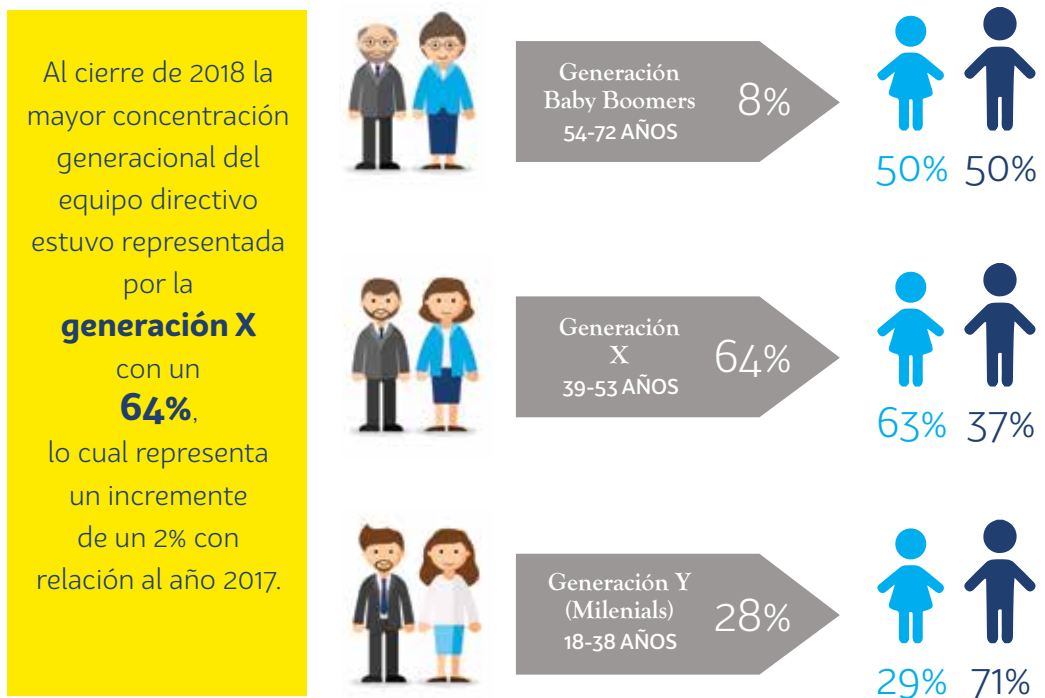 Al cierre de 2018 la
mayor concentración
generacional del
equipo directivo
estuvo representada
por la
generación X
con un
64%,
lo cual representa
un incremente
de un 2% con
relación al año 2017.
Generación
Baby Boomers
54-72 AÑOS
8%
50% 50%
Generación
X
39-53 AÑOS
64%
63% 37%
Generación Y
(Milenials)
18-38 AÑOS
28%
29% 71%